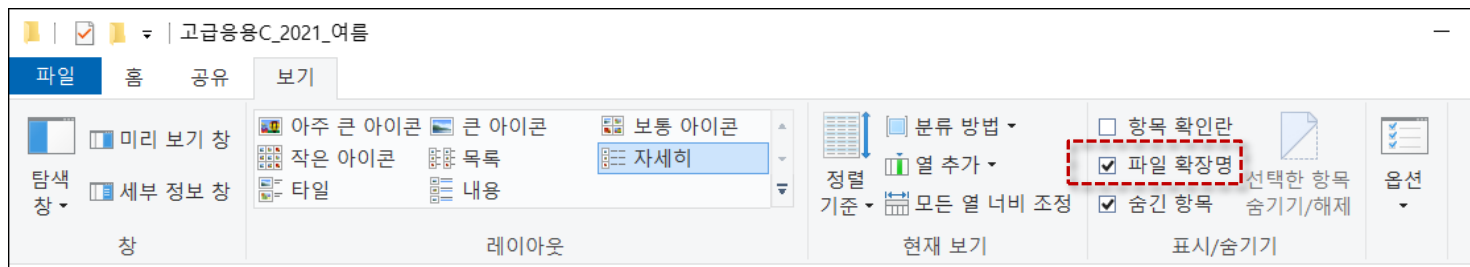 고급응용C_2021_여름
파일 홈 공유 보기
탐색 창
미리 보기 창
세부 정보 창
창
아주 큰 아이콘 큰 아이콘 보통 아이콘
작은 아이콘 목록 자세히
타일 내용
레이아웃
정렬 기준
분류 방법
열 추가
모든 열 너비 조정
현재 보기
항목 확인란
파일 확장명
숨긴 항목
선택한 항목
숨기기/해제
표시/숨기기
옵션